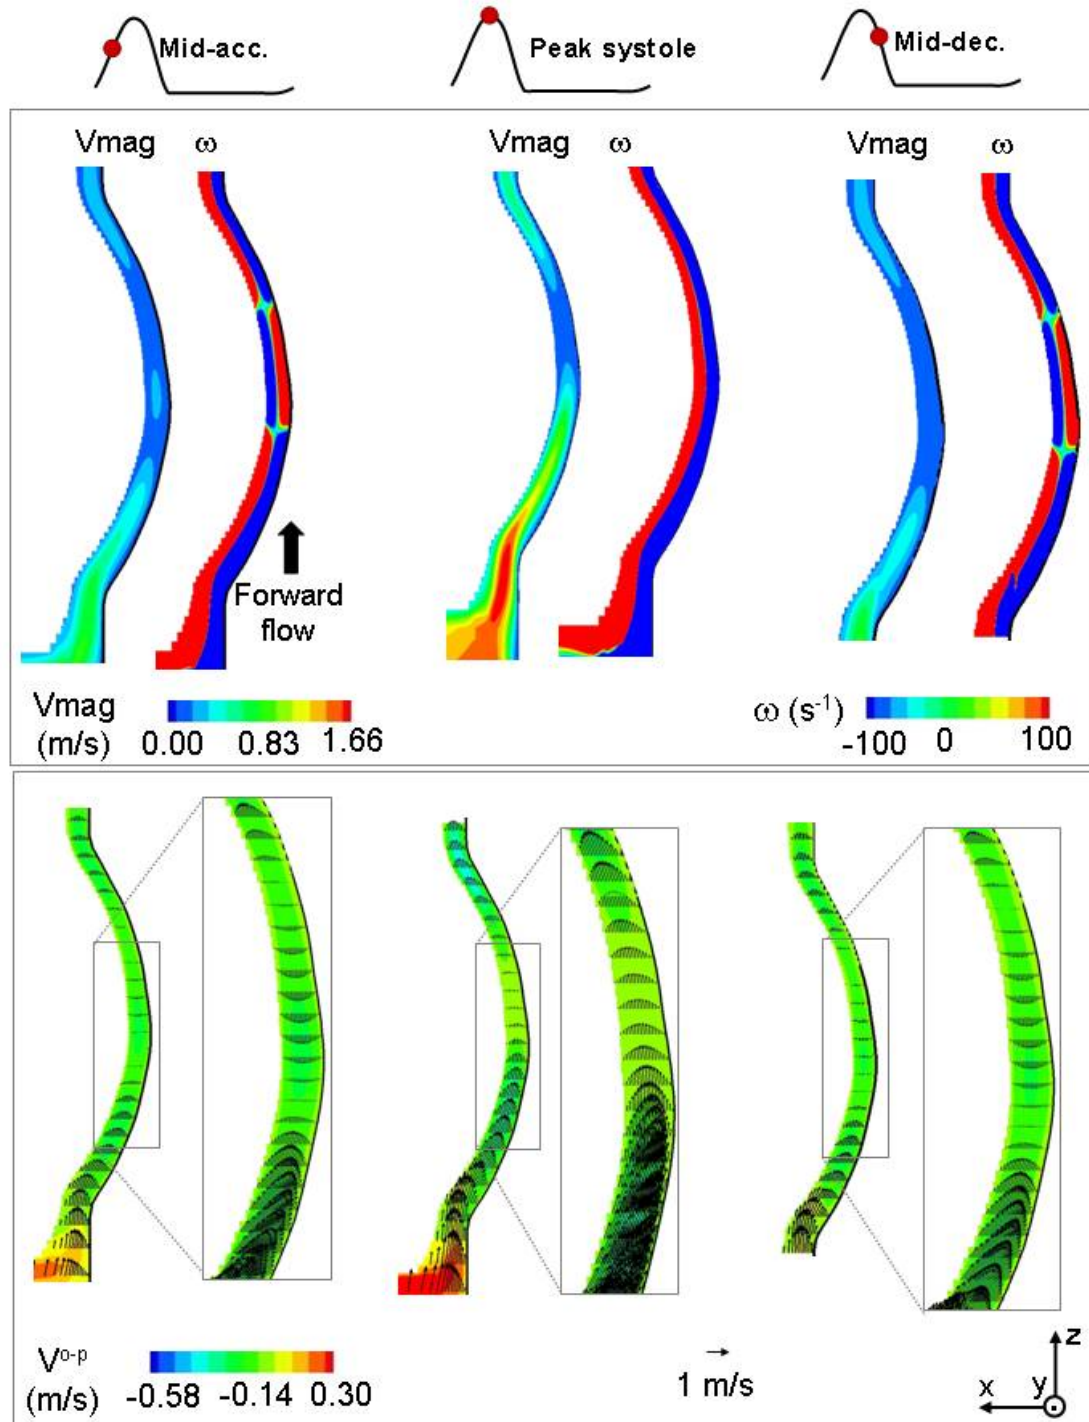 Mid-acc.
Peak systole
Mid-dec.
Vmag ω
Vmag ω
Vmag ω
Forward
flow
Vmag
(m/s)
0.00 0.83 1.66
ω (s⁻¹)
-100 0 100
V^o-p
(m/s)
-0.58 -0.14 0.30
1 m/s
z
x y